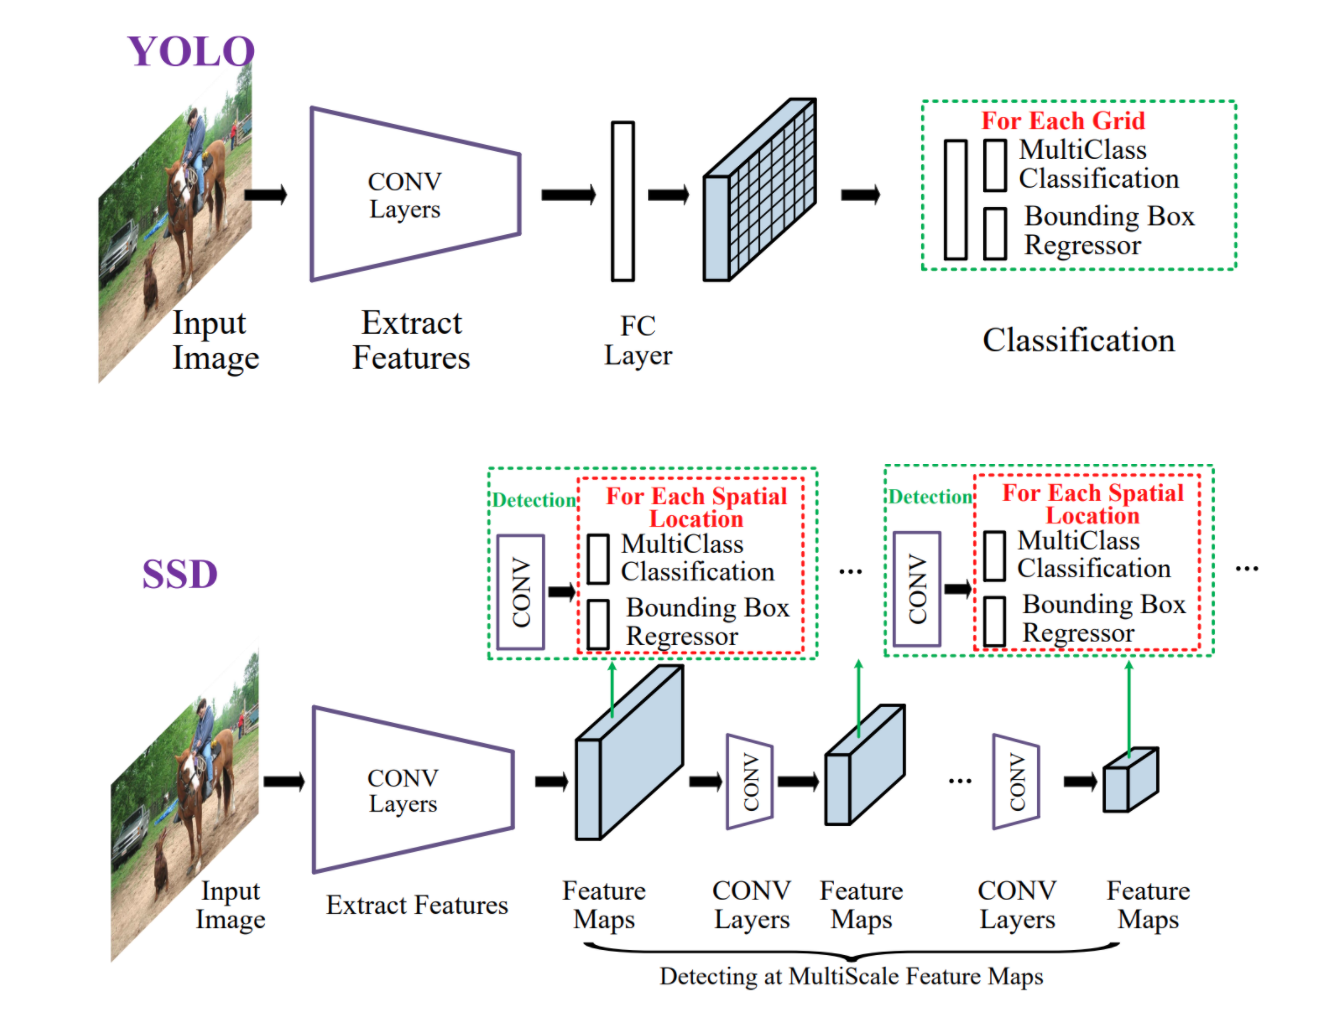 YOLO
For Each Grid
MultiClass
Classification
Bounding Box
Regressor
CONV
Layers
Input
Image
Extract
Features
FC
Layer
Classification
Detection
For Each Spatial
Location
MultiClass
Classification
Bounding Box
Regressor
CONV
...
Detection
For Each Spatial
Location
MultiClass
Classification
Bounding Box
Regressor
CONV
...
SSD
CONV
Layers
CONV
...
CONV
Input
Image
Extract Features
Feature
Maps
CONV
Layers
Feature
Maps
CONV
Layers
Feature
Maps
Detecting at MultiScale Feature Maps